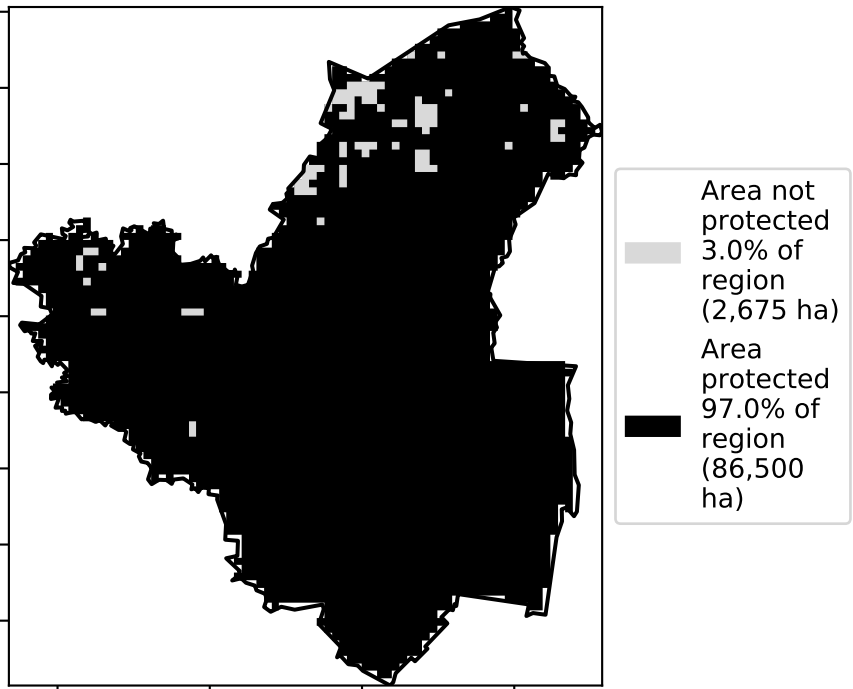 Area not
protected
3.0% of
region
(2,675 ha)
Area
protected
97.0% of
region
(86,500
ha)